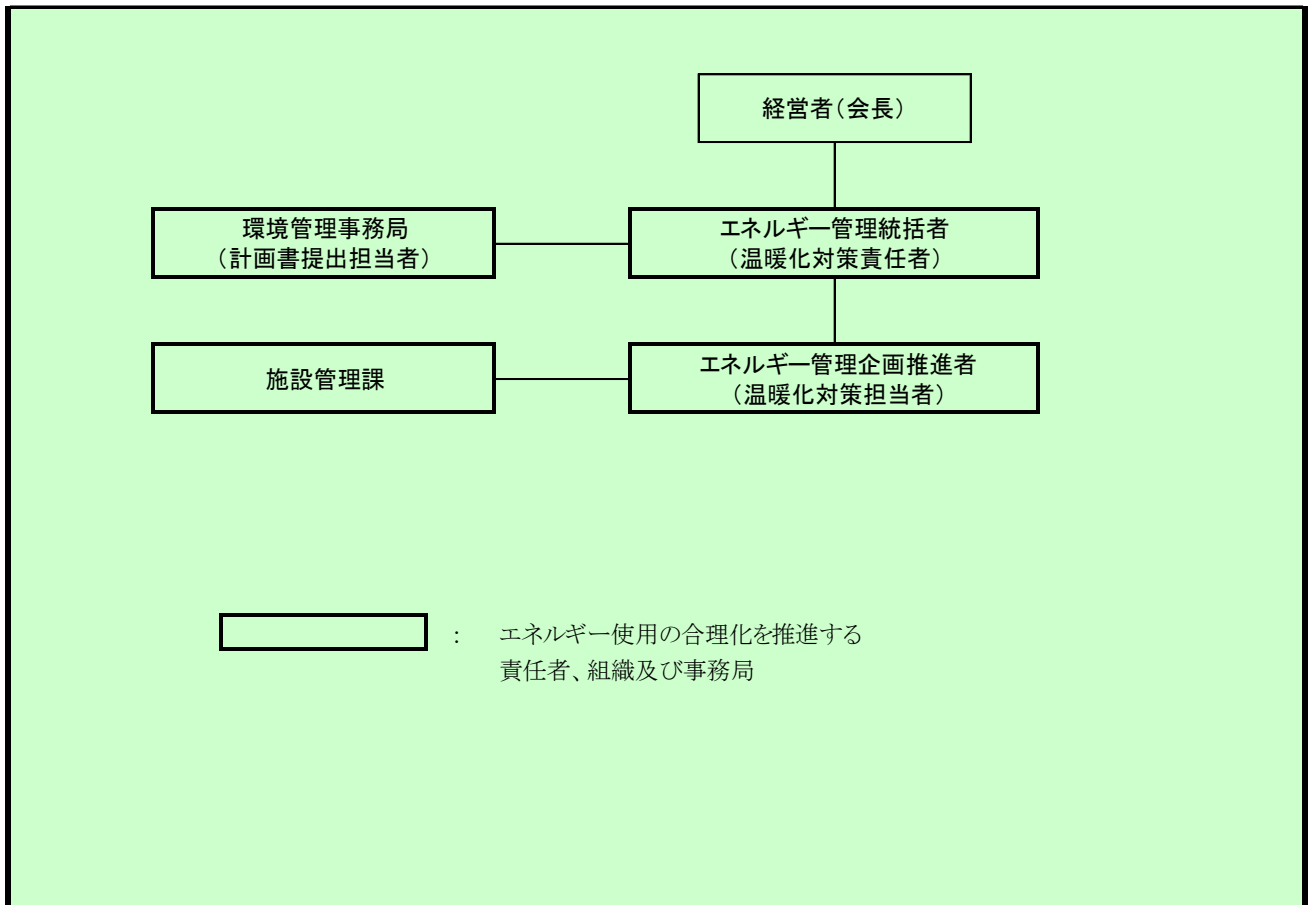 経営者(会長)
環境管理事務局
(計画書提出担当者)
エネルギー管理統括者
(温暖化対策責任者)
施設管理課
エネルギー管理企画推進者
(温暖化対策担当者)
: エネルギー使用の合理化を推進する
責任者、組織及び事務局